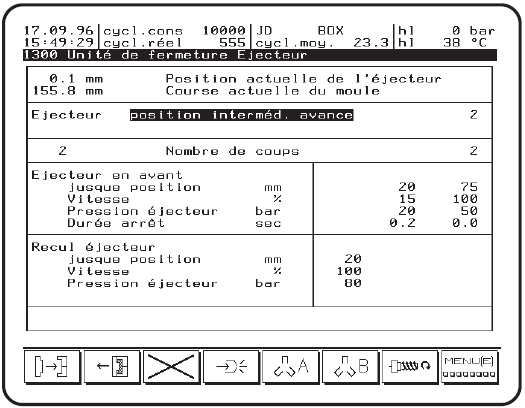 17.09.96 cycl.cons 10000 JD BOX hl 0 bar
15:49:29 cycl.réel 555 cycl.moy. 23.3 hl 38 °C
1300 Unité de fermeture Ejecteur
0.1 mm Position actuelle de l'éjecteur
155.8 mm Course actuelle du moule
Ejecteur position interméd. avance 2
2 Nombre de coups 2
Ejecteur en avant
jusque position mm 20 75
Vitesse % 15 100
Pression éjecteur bar 20 50
Durée arrêt sec 0.2 0.0
Recul éjecteur
jusque position mm 20
Vitesse % 100
Pression éjecteur bar 80
A B MENU(E)